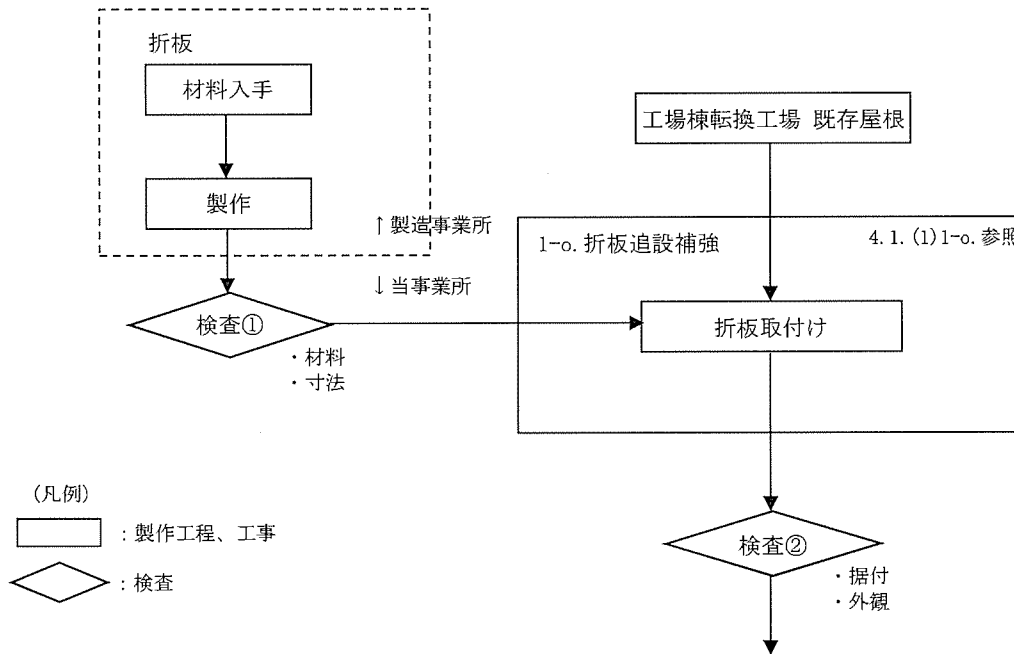 折板
材料入手
製作
↑製造事業所
↓当事業所
検査①
・材料
・寸法
工場棟転換工場 既存屋根
1-o. 折板追設補強
4.1.(1)1-o.参照
折板取付け
検査②
・据付
・外観
(凡例)
：製作工程、工事
：検査